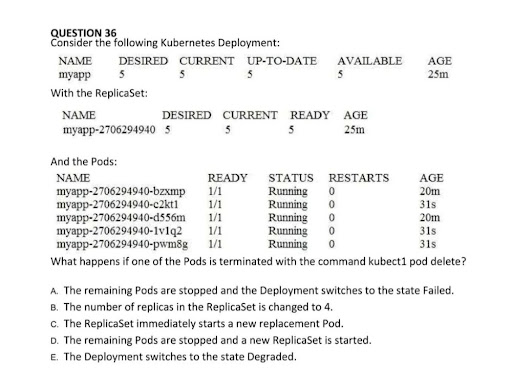 QUESTION 36
Consider the following Kubernetes Deployment:
NAME DESIRED CURRENT UP-TO-DATE AVAILABLE AGE
myapp 5 5 5 5 25m
With the ReplicaSet:
NAME DESIRED CURRENT READY AGE
myapp-2706294940 5 5 5 25m
And the Pods:
NAME READY STATUS RESTARTS AGE
myapp-2706294940-bzxmp 1/1 Running 0 20m
myapp-2706294940-c2kt1 1/1 Running 0 31s
myapp-2706294940-d556m 1/1 Running 0 20m
myapp-2706294940-1v1q2 1/1 Running 0 31s
myapp-2706294940-pwm8g 1/1 Running 0 31s
What happens if one of the Pods is terminated with the command kubect1 pod delete?
A. The remaining Pods are stopped and the Deployment switches to the state Failed.
B. The number of replicas in the ReplicaSet is changed to 4.
C. The ReplicaSet immediately starts a new replacement Pod.
D. The remaining Pods are stopped and a new ReplicaSet is started.
E. The Deployment switches to the state Degraded.